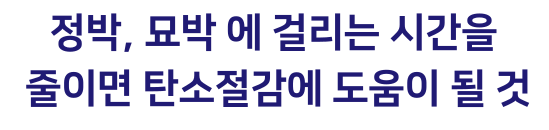 정박, 묘박 에 걸리는 시간을
줄이면 탄소절감에 도움이 될 것